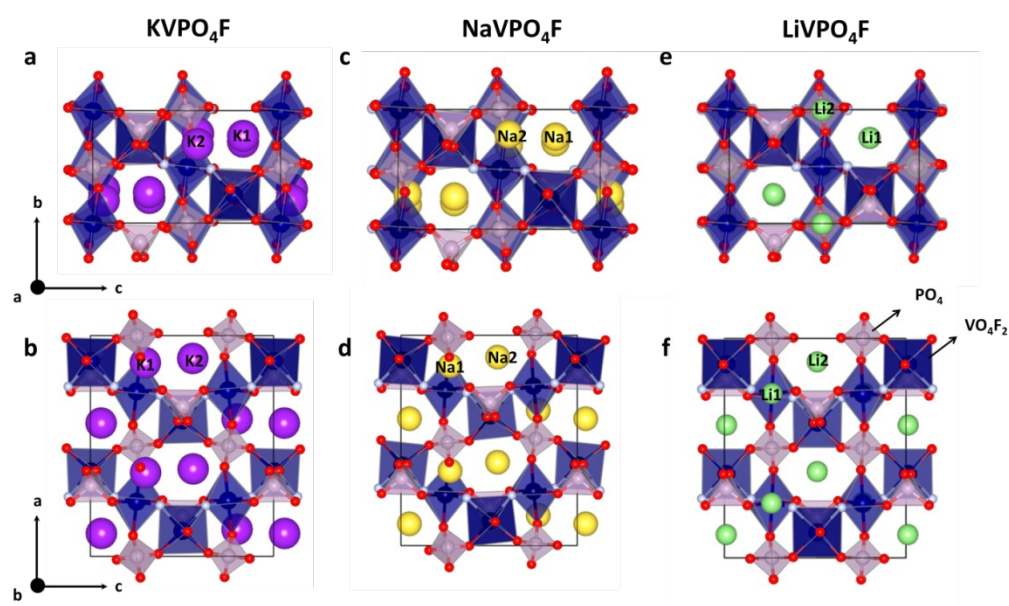 KVPO₄F NaVPO₄F LiVPO₄F
a c e
K2 K1 Na2 Na1 Li2 Li1
b
a c
PO₄
VO₄F₂
b d f
K1 K2 Na1 Na2 Li2 Li1
a
b c